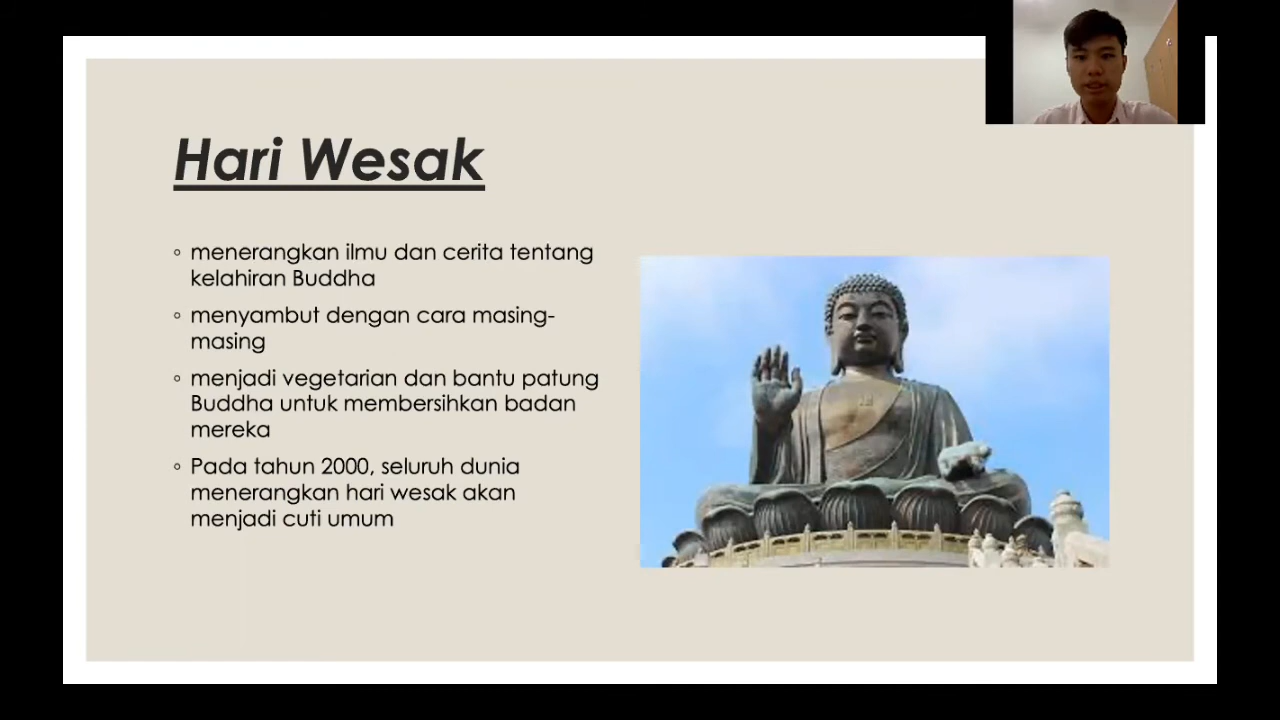 Hari Wesak
◦ menerangkan ilmu dan cerita tentang
kelahiran Buddha
◦ menyambut dengan cara masing-
masing
◦ menjadi vegetarian dan bantu patung
Buddha untuk membersihkan badan
mereka
◦ Pada tahun 2000, seluruh dunia
menerangkan hari wesak akan
menjadi cuti umum